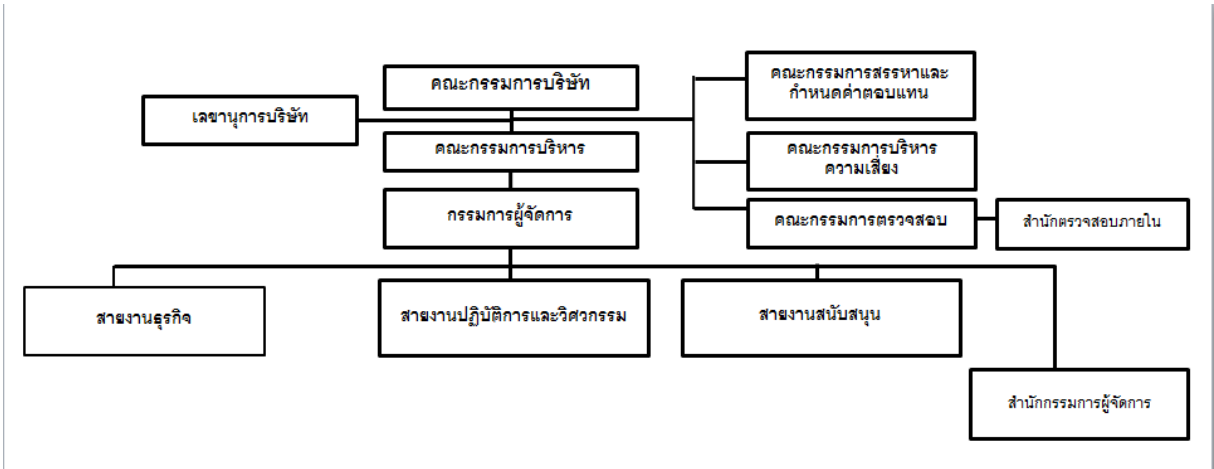 คณะกรรมการบริษัท
คณะกรรมการสรรหาและ
กำหนดค่าตอบแทน
เลขานุการบริษัท
คณะกรรมการบริหาร
คณะกรรมการบริหาร
ความเสี่ยง
กรรมการผู้จัดการ
คณะกรรมการตรวจสอบ
สำนักตรวจสอบภายใน
สายงานธุรกิจ
สายงานปฏิบัติการและวิศวกรรม
สายงานสนับสนุน
สำนักกรรมการผู้จัดการ